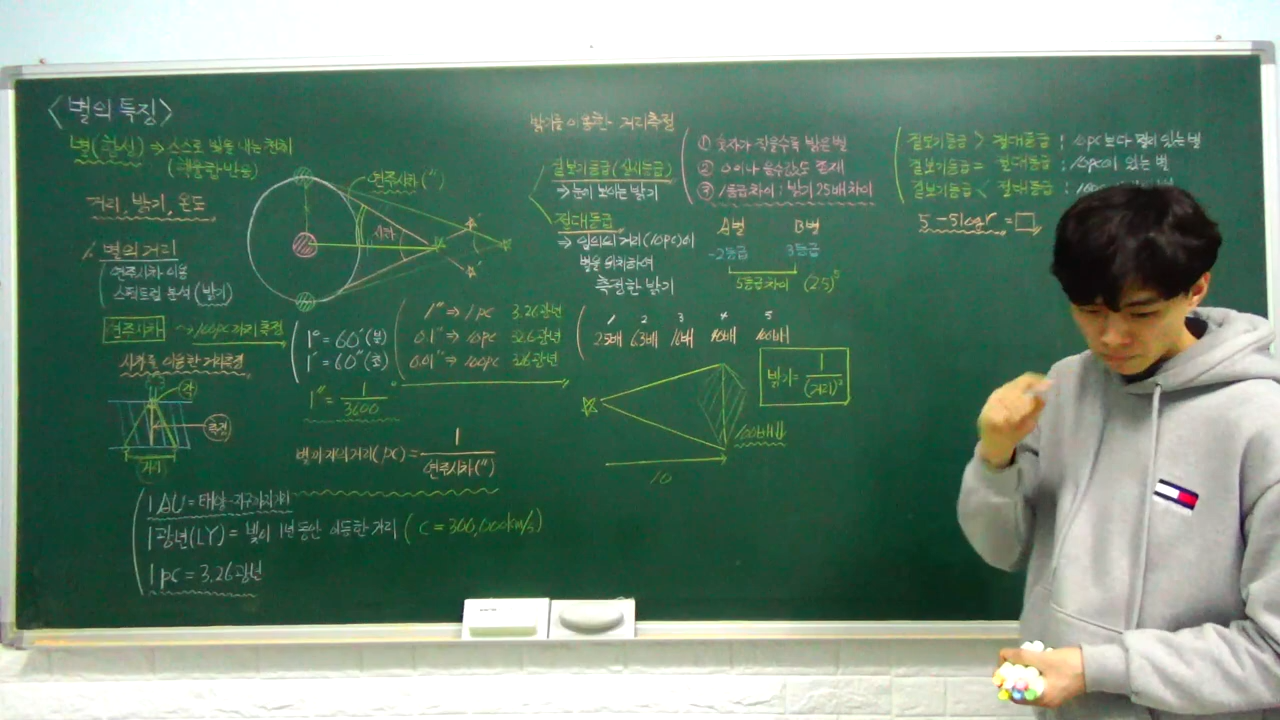 <별의 특징>
별(항성) ⇒ 스스로 빛을 내는 천체
(핵융합 반응)
거리, 밝기, 온도
1. 별의 거리
연주시차 이용
스펙트럼 분석 (밝기)
연주시차 → 100pc 까지 측정
시차를 이용한 거리측정
각
측정
거리
연주시차(″)
시차
1° = 60′(분)
1′ = 60″(초)
1″ = 1/3600°
1″ ⇒ 1pc 3.26광년
0.1″ ⇒ 10pc 32.6광년
0.01″ ⇒ 100pc 326광년
별까지의 거리(pc) = 1/연주시차(″)
1AU = 태양-지구까지 거리
1광년(LY) = 빛이 1년 동안 이동한 거리 (C = 300,000km/s)
1pc = 3.26광년
밝기를 이용한 거리측정
겉보기등급(실시등급)
⇒ 눈에 보이는 밝기
절대등급
⇒ 임의의 거리(10pc)에
별을 위치하여
측정한 밝기
① 숫자가 작을수록 밝은 별
② 0이나 음수값도 존재
③ 1등급차이 : 밝기 2.5배 차이
A별 B별
-2등급 3등급
5등급차이 (2.5)⁵
1 2 3 4 5
2.5배 6.3배 16배 40배 100배
밝기 = 1/(거리)²
100배
10
겉보기등급 > 절대등급 : 10pc 보다 멀리 있는 별
겉보기등급 = 절대등급 : 10pc에 있는 별
겉보기등급 < 절대등급 :
5-5logr = □